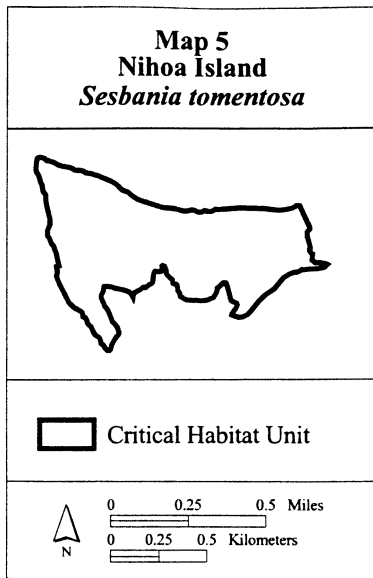 Map 5
Nihoa Island
Sesbania tomentosa
Critical Habitat Unit
0 0.25 0.5 Miles
0 0.25 0.5 Kilometers
N